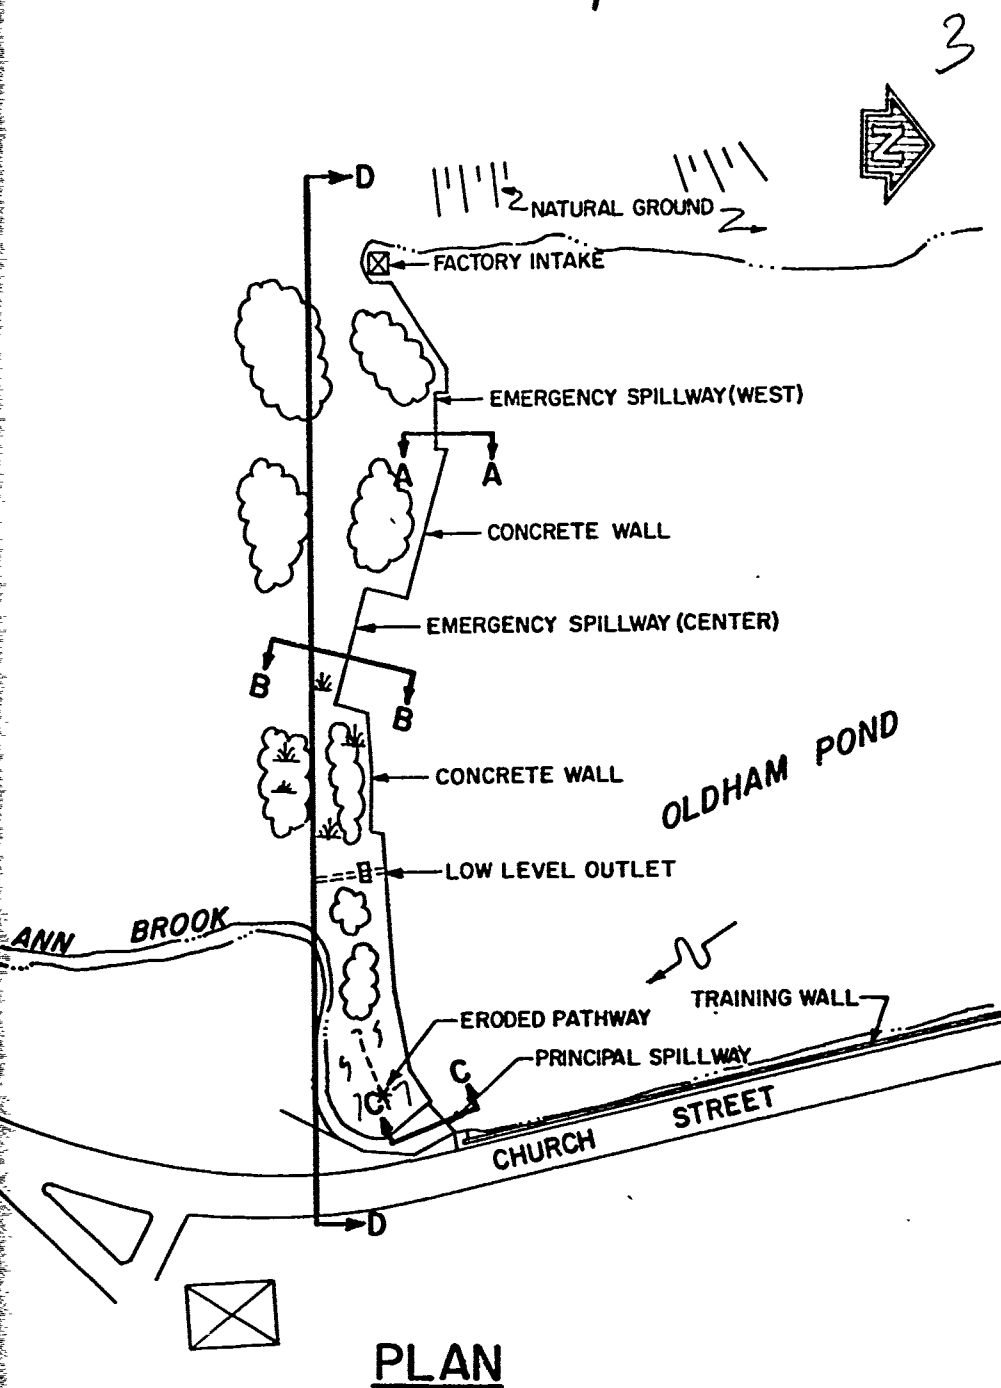 3
N
D
NATURAL GROUND
FACTORY INTAKE
EMERGENCY SPILLWAY(WEST)
A A
CONCRETE WALL
EMERGENCY SPILLWAY(CENTER)
B
B
OLDHAM POND
CONCRETE WALL
LOW LEVEL OUTLET
ANN BROOK
TRAINING WALL
ERODED PATHWAY
PRINCIPAL SPILLWAY
C
C
CHURCH STREET
D
PLAN